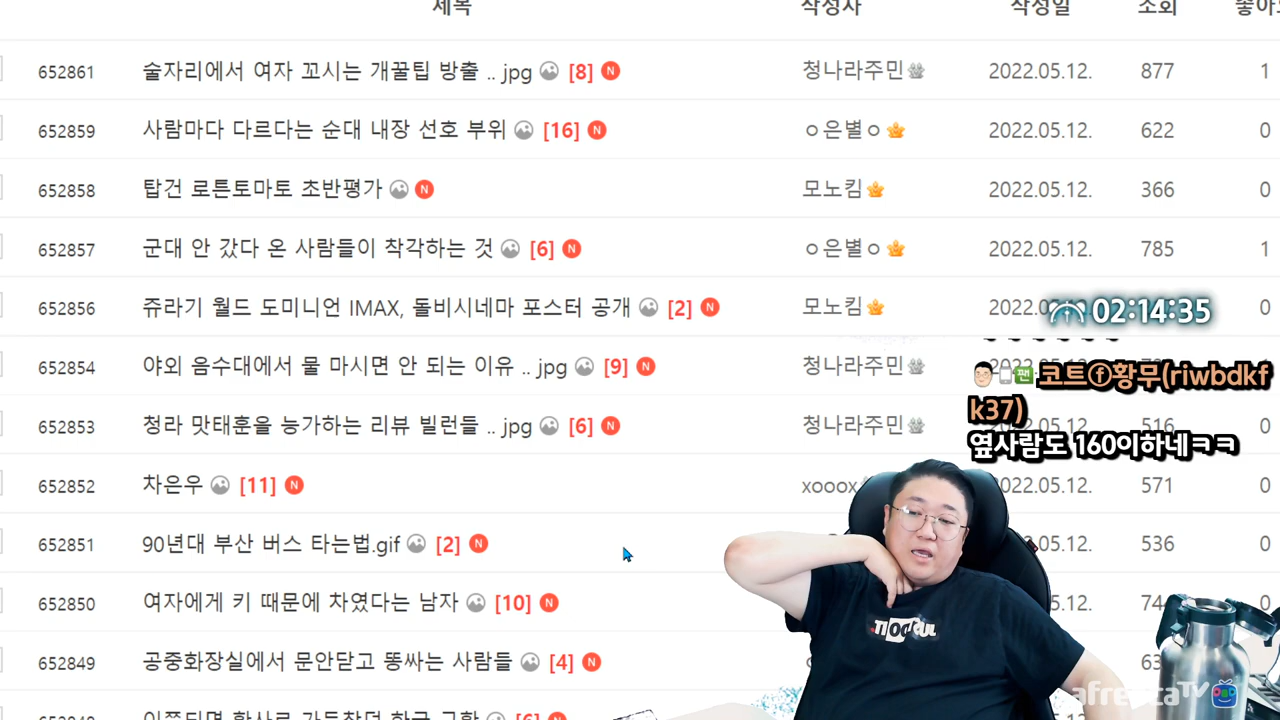 제목 작성자 작성일 조회
652861 술자리에서 여자 꼬시는 개꿀팁 방출 .. jpg [8] N 청나라주민 2022.05.12. 877 1
652859 사람마다 다르다는 순대 내장 선호 부위 [16] N ㅇ은별ㅇ 2022.05.12. 622 0
652858 탑건 로튼토마토 초반평가 N 모노킴 2022.05.12. 366 0
652857 군대 안 갔다 온 사람들이 착각하는 것 [6] N ㅇ은별ㅇ 2022.05.12. 785 1
652856 쥬라기 월드 도미니언 IMAX, 돌비시네마 포스터 공개 [2] N 모노킴 0
02:14:35
652854 야외 음수대에서 물 마시면 안 되는 이유 .. jpg [9] N 청나라주민
팬 코트ⓕ황무(riwbdkf
k37)
652853 청라 맛태훈을 능가하는 리뷰 빌런들 .. jpg [6] N 청나라주민 516 0
옆사람도 160이하네ㅋㅋ
652852 차은우 [11] N xooox 2022.05.12. 571 0
652851 90년대 부산 버스 타는법.gif [2] N 536 0
652850 여자에게 키 때문에 차였다는 남자 [10] N 0
652849 공중화장실에서 문안닫고 똥싸는 사람들 [4] N
afreecaTV